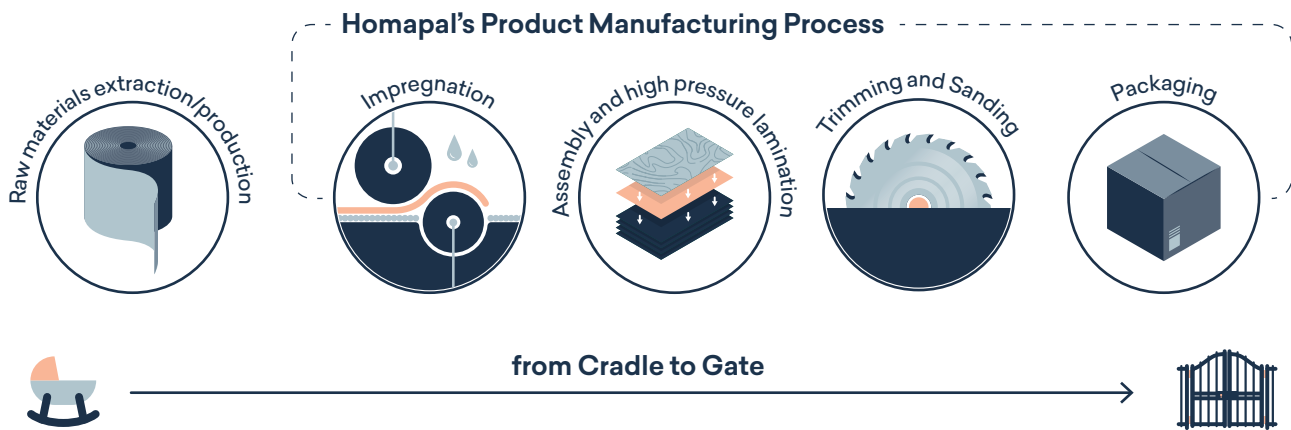 Homapal's Product Manufacturing Process
Raw materials extraction/production
Impregnation
Assembly and high pressure lamination
Trimming and Sanding
Packaging
from Cradle to Gate